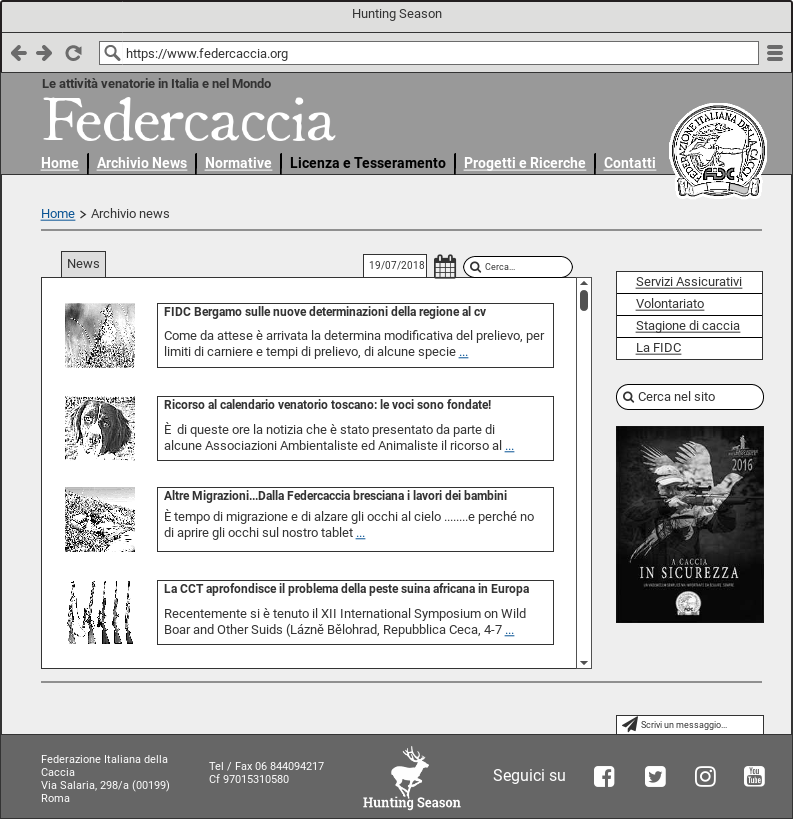 Hunting Season
https://www.federcaccia.org
Le attività venatorie in Italia e nel Mondo
Federcaccia
FEDERAZIONE ITALIANA DELLA CACCIA
FIDC
Home Archivio News Normative Licenza e Tesseramento Progetti e Ricerche Contatti
Home > Archivio news
News
19/07/2018
Cerca...
FIDC Bergamo sulle nuove determinazioni della regione al cv
Come da attese è arrivata la determina modificativa del prelievo, per
limiti di carniere e tempi di prelievo, di alcune specie ...
Ricorso al calendario venatorio toscano: le voci sono fondate!
È di queste ore la notizia che è stato presentato da parte di
alcune Associazioni Ambientaliste ed Animaliste il ricorso al ...
Altre Migrazioni...Dalla Federcaccia bresciana i lavori dei bambini
È tempo di migrazione e di alzare gli occhi al cielo ........e perché no
di aprire gli occhi sul nostro tablet ...
La CCT aprofondisce il problema della peste suina africana in Europa
Recentemente si è tenuto il XII International Symposium on Wild
Boar and Other Suids (Lázně Bělohrad, Repubblica Ceca, 4-7 ...
Servizi Assicurativi
Volontariato
Stagione di caccia
La FIDC
Cerca nel sito
2016
A CACCIA
IN SICUREZZA
Scrivi un messaggio...
Federazione Italiana della
Caccia
Via Salaria, 298/a (00199)
Roma
Tel / Fax 06 844094217
Cf 97015310580
Hunting Season
Seguici su
You
Tube